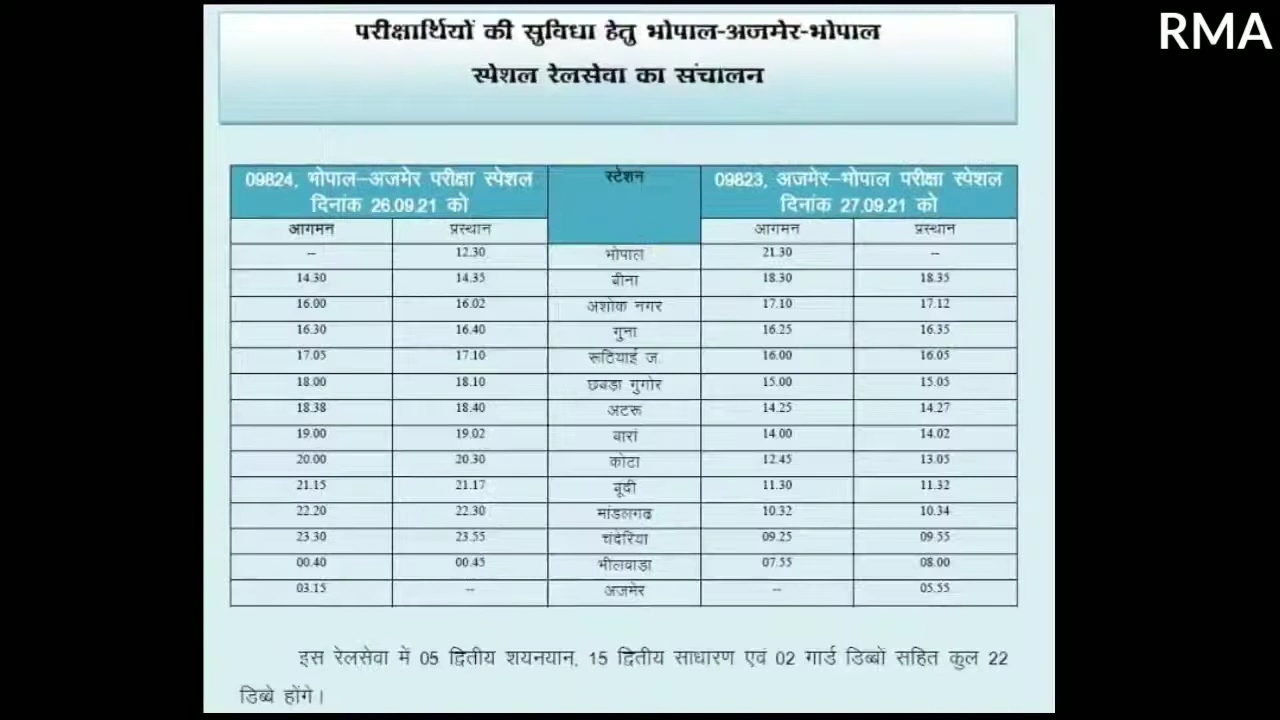 RMA
परीक्षार्थियों की सुविधा हेतु भोपाल-अजमेर-भोपाल
स्पेशल रेलसेवा का संचालन
09824, भोपाल–अजमेर परीक्षा स्पेशल दिनांक 26.09.21 को स्टेशन 09823, अजमेर–भोपाल परीक्षा स्पेशल दिनांक 27.09.21 को
आगमन प्रस्थान आगमन प्रस्थान
-- 12.30 भोपाल 21.30 --
14.30 14.35 बीना 18.30 18.35
16.00 16.02 अशोक नगर 17.10 17.12
16.30 16.40 गुना 16.25 16.35
17.05 17.10 रूठियाई ज. 16.00 16.05
18.00 18.10 छबड़ा गुगोर 15.00 15.05
18.38 18.40 अटरू 14.25 14.27
19.00 19.02 बारां 14.00 14.02
20.00 20.30 कोटा 12.45 13.05
21.15 21.17 बूंदी 11.30 11.32
22.20 22.30 मांडलगढ 10.32 10.34
23.30 23.55 चंदेरिया 09.25 09.55
00.40 00.45 भीलवाड़ा 07.55 08.00
03.15 -- अजमेर -- 05.55
इस रेलसेवा में 05 द्वितीय शयनयान, 15 द्वितीय साधारण एवं 02 गार्ड डिब्बों सहित कुल 22
डिब्बे होंगे।